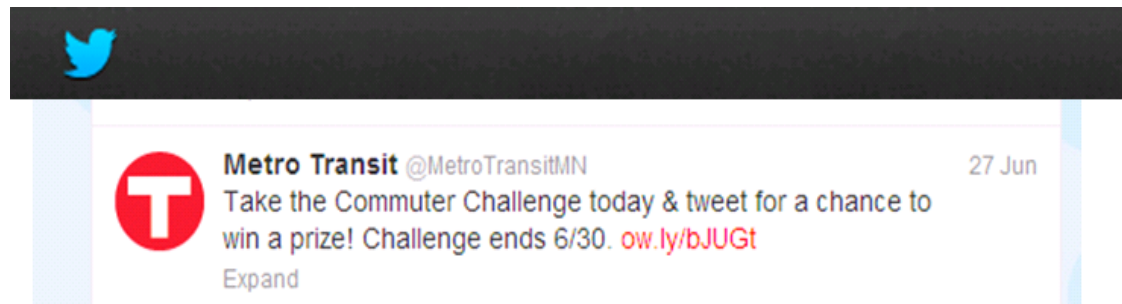 Metro Transit @MetroTransitMN 27 Jun
Take the Commuter Challenge today & tweet for a chance to
win a prize! Challenge ends 6/30. ow.ly/bJUGt
Expand